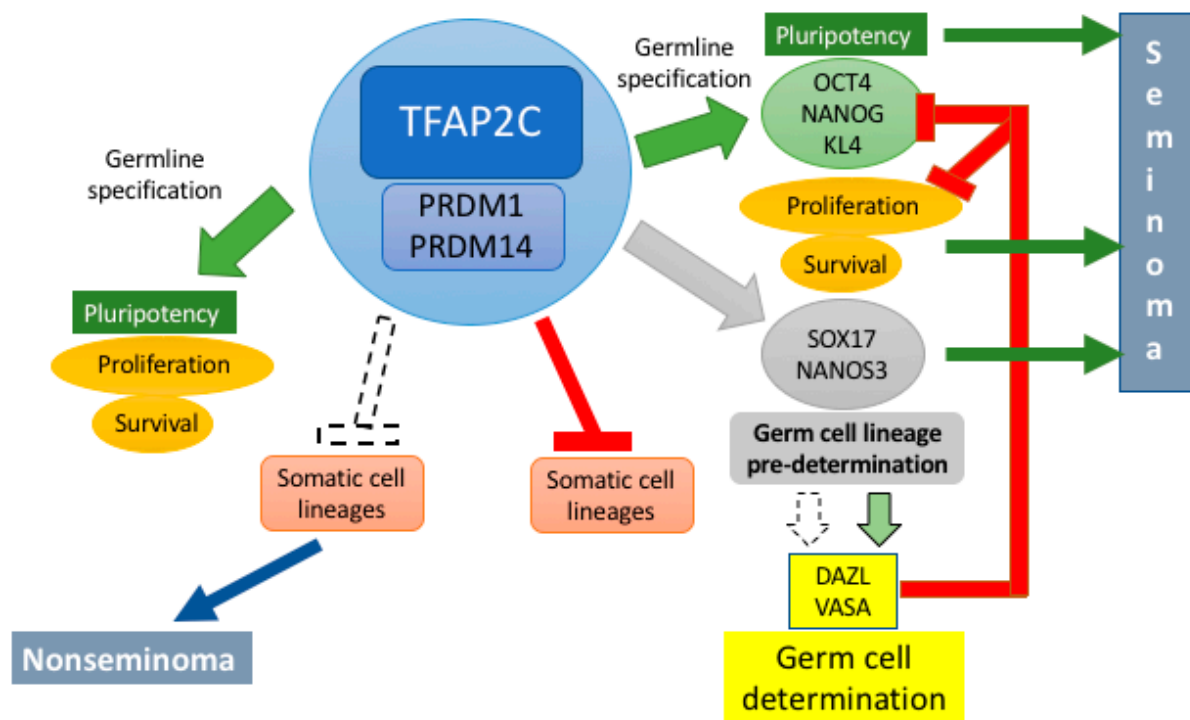 Germline
specification
Pluripotency
S
e
m
i
n
o
m
a
TFAP2C
OCT4
NANOG
KL4
Germline
specification
PRDM1
PRDM14
Proliferation
Survival
Pluripotency
Proliferation
Survival
SOX17
NANOS3
Germ cell lineage
pre-determination
Somatic cell
lineages
Somatic cell
lineages
DAZL
VASA
Nonseminoma
Germ cell
determination